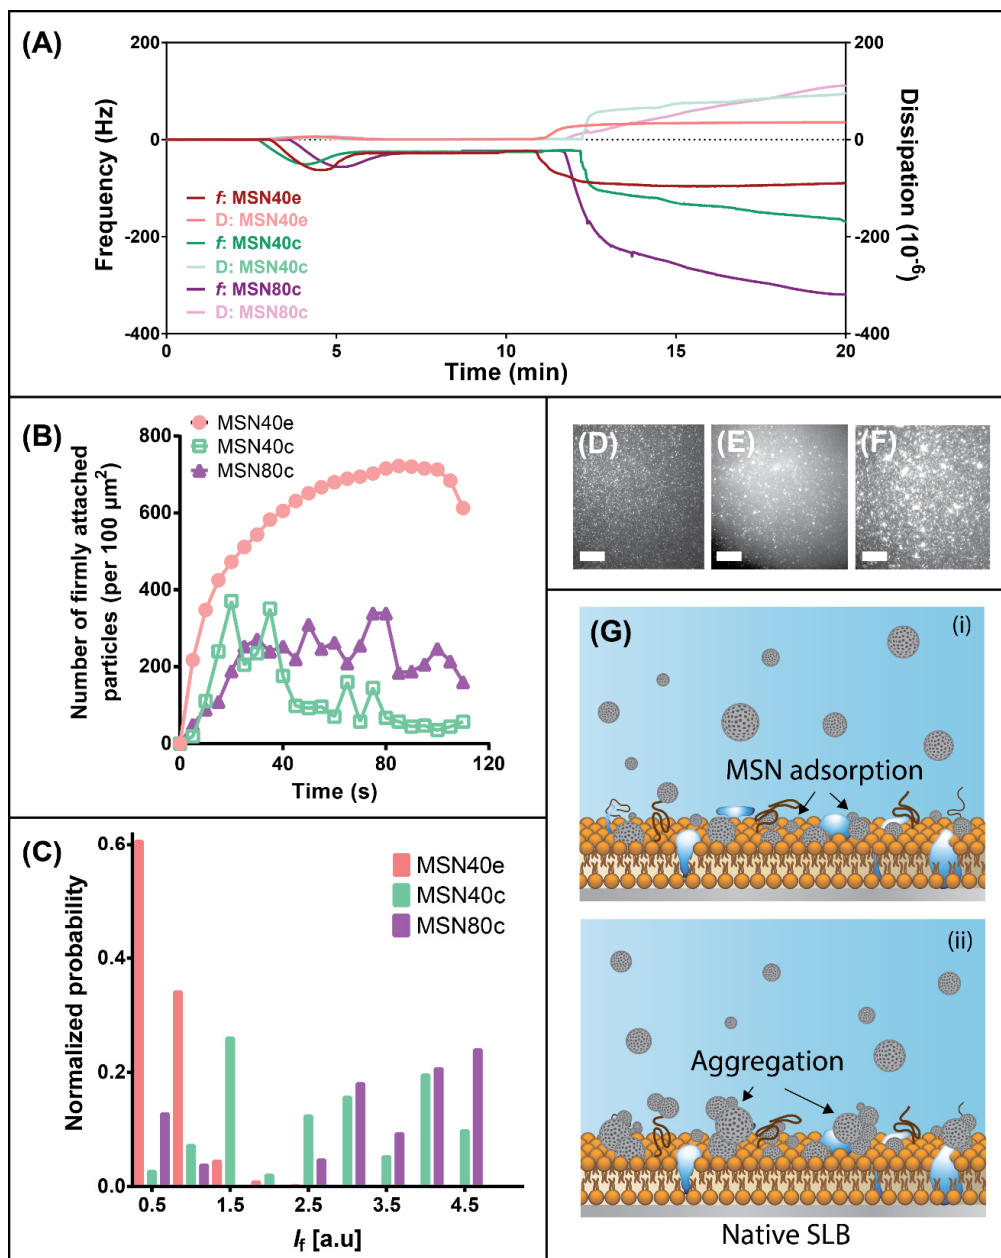 (A)
200
0
-200
-400
Frequency (Hz)
200
0
-200
-400
Dissipation (10-6)
f: MSN40e
D: MSN40e
f: MSN40c
D: MSN40c
f: MSN80c
D: MSN80c
0
5
10
15
20
Time (min)
(B)
MSN40e
MSN40c
MSN80c
800
600
400
200
0
Number of firmly attached
particles (per 100 µm2)
0
40
80
120
Time (s)
(C)
MSN40e
MSN40c
MSN80c
0.6
0.4
0.2
0.0
Normalized probability
0.5
1.5
2.5
3.5
4.5
If [a.u]
(D)
(E)
(F)
(G)
(i)
MSN adsorption
(ii)
Aggregation
Native SLB